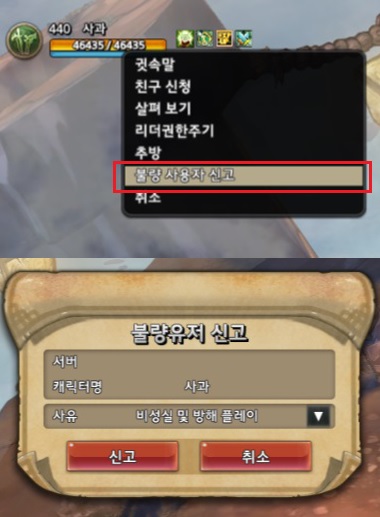 440 사과
46435 / 46435
귓속말
친구 신청
살펴 보기
리더권한주기
추방
불량 사용자 신고
취소
불량유저 신고
서버
캐릭터명 사과
사유 비성실 및 방해 플레이
신고 취소